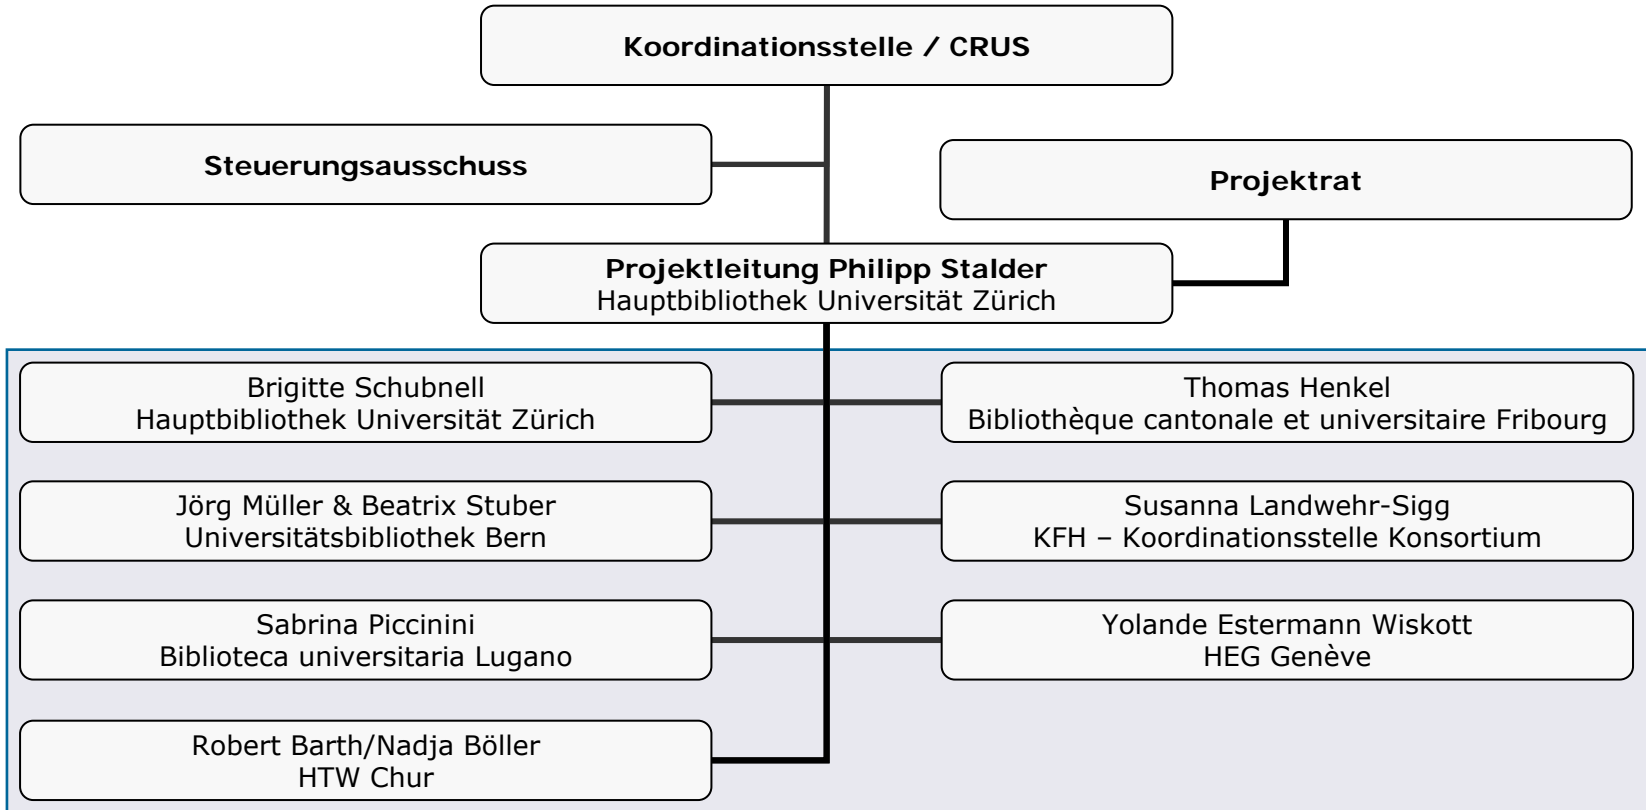 Koordinationsstelle / CRUS
Steuerungsausschuss
Projektrat
Projektleitung Philipp Stalder
Hauptbibliothek Universität Zürich
Brigitte Schubnell
Hauptbibliothek Universität Zürich
Thomas Henkel
Bibliothèque cantonale et universitaire Fribourg
Jörg Müller & Beatrix Stuber
Universitätsbibliothek Bern
Susanna Landwehr-Sigg
KFH – Koordinationsstelle Konsortium
Sabrina Piccinini
Biblioteca universitaria Lugano
Yolande Estermann Wiskott
HEG Genève
Robert Barth/Nadja Böller
HTW Chur